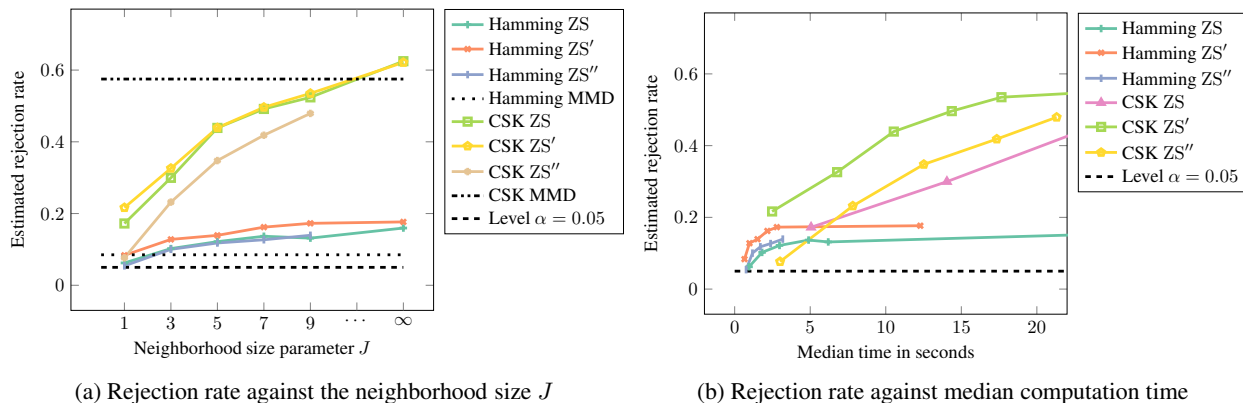 Estimated rejection rate
0.6
0.4
0.2
0
1 3 5 7 9 ⋯ ∞
Neighborhood size parameter J
Hamming ZS
Hamming ZS′
Hamming ZS′′
Hamming MMD
CSK ZS
CSK ZS′
CSK ZS′′
CSK MMD
Level α = 0.05
(a) Rejection rate against the neighborhood size J
Estimated rejection rate
0.6
0.4
0.2
0
0 5 10 15 20
Median time in seconds
Hamming ZS
Hamming ZS′
Hamming ZS′′
CSK ZS
CSK ZS′
CSK ZS′′
Level α = 0.05
(b) Rejection rate against median computation time